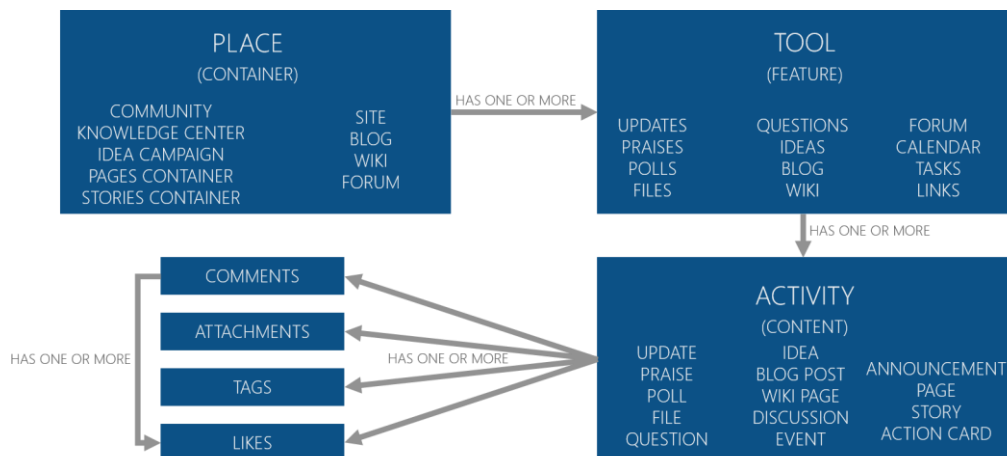 PLACE
(CONTAINER)
COMMUNITY
KNOWLEDGE CENTER
IDEA CAMPAIGN
PAGES CONTAINER
STORIES CONTAINER
SITE
BLOG
WIKI
FORUM
HAS ONE OR MORE
TOOL
(FEATURE)
UPDATES
PRAISES
POLLS
FILES
QUESTIONS
IDEAS
BLOG
WIKI
FORUM
CALENDAR
TASKS
LINKS
HAS ONE OR MORE
ACTIVITY
(CONTENT)
UPDATE
PRAISE
POLL
FILE
QUESTION
IDEA
BLOG POST
WIKI PAGE
DISCUSSION
EVENT
ANNOUNCEMENT
PAGE
STORY
ACTION CARD
HAS ONE OR MORE
COMMENTS
ATTACHMENTS
TAGS
LIKES
HAS ONE OR MORE